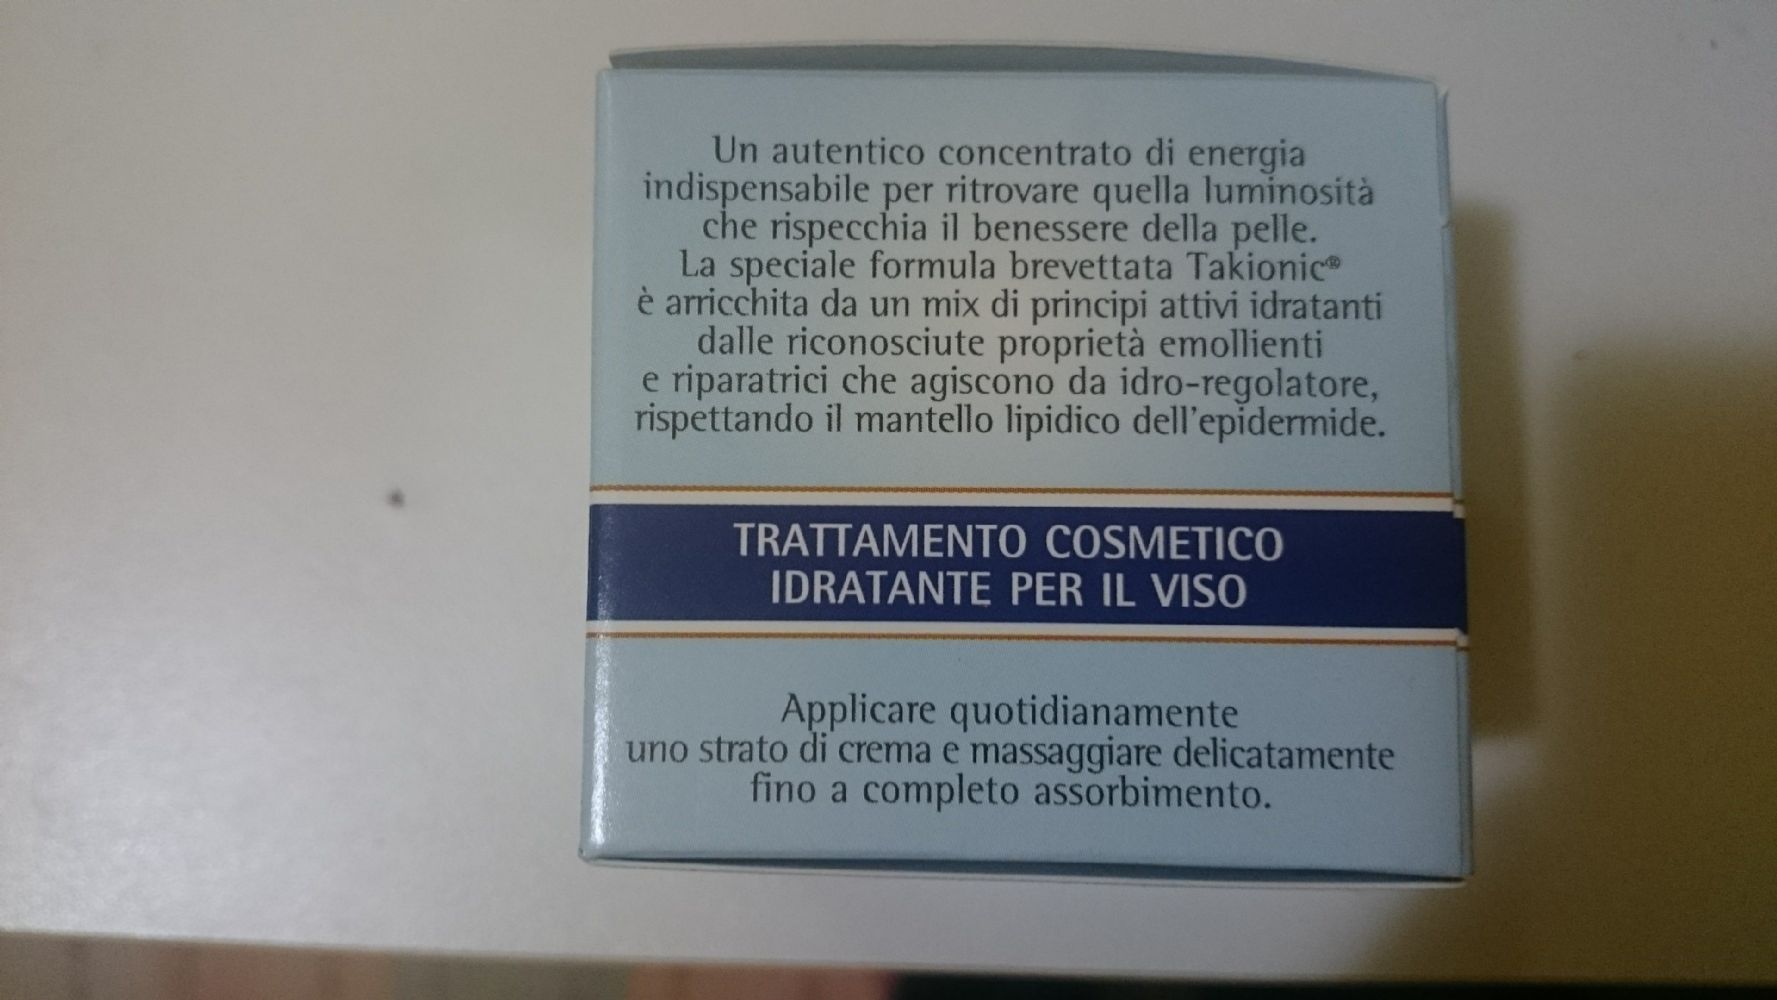 Un autentico concentrato di energia
indispensabile per ritrovare quella luminosità
che rispecchia il benessere della pelle.
La speciale formula brevettata Takionic®
è arricchita da un mix di principi attivi idratanti
dalle riconosciute proprietà emollienti
e riparatrici che agiscono da idro-regolatore,
rispettando il mantello lipidico dell'epidermide.
TRATTAMENTO COSMETICO
IDRATANTE PER IL VISO
Applicare quotidianamente
uno strato di crema e massaggiare delicatamente
fino a completo assorbimento.